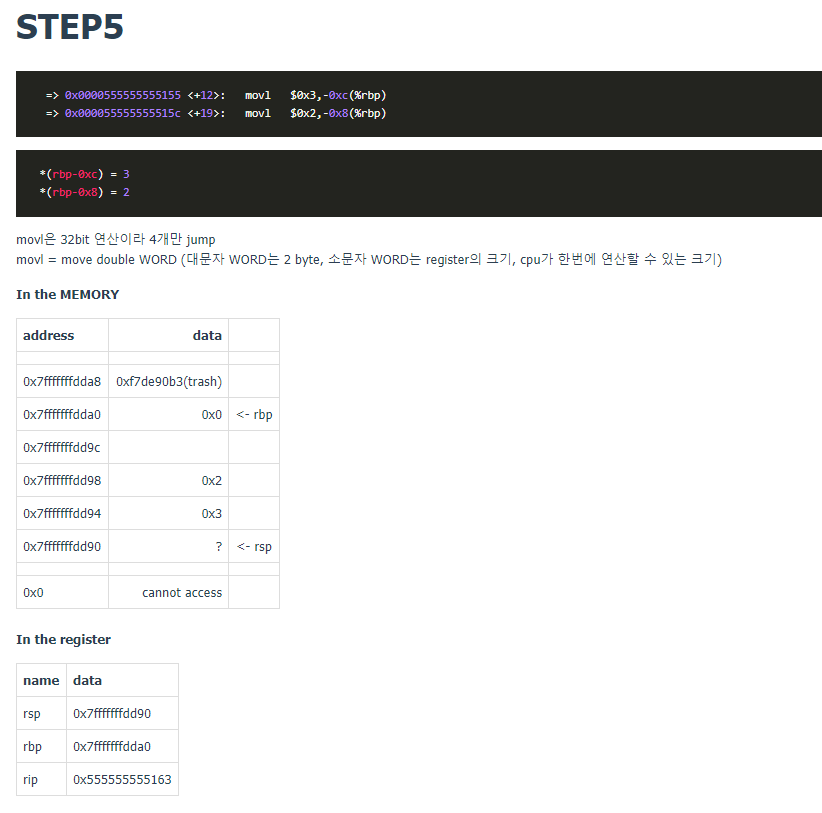 STEP5
=> 0x0000555555555155 <+12>: movl $0x3,-0xc(%rbp)
=> 0x000055555555515c <+19>: movl $0x2,-0x8(%rbp)
*(rbp-0xc) = 3
*(rbp-0x8) = 2
movl은 32bit 연산이라 4개만 jump
movl = move double WORD (대문자 WORD는 2 byte, 소문자 WORD는 register의 크기, cpu가 한번에 연산할 수 있는 크기)
In the MEMORY
address data
0x7fffffffdda8 0xf7de90b3(trash)
0x7fffffffdda0 0x0 <- rbp
0x7fffffffdd9c
0x7fffffffdd98 0x2
0x7fffffffdd94 0x3
0x7fffffffdd90 ? <- rsp
0x0 cannot access
In the register
name data
rsp 0x7fffffffdd90
rbp 0x7fffffffdda0
rip 0x555555555163